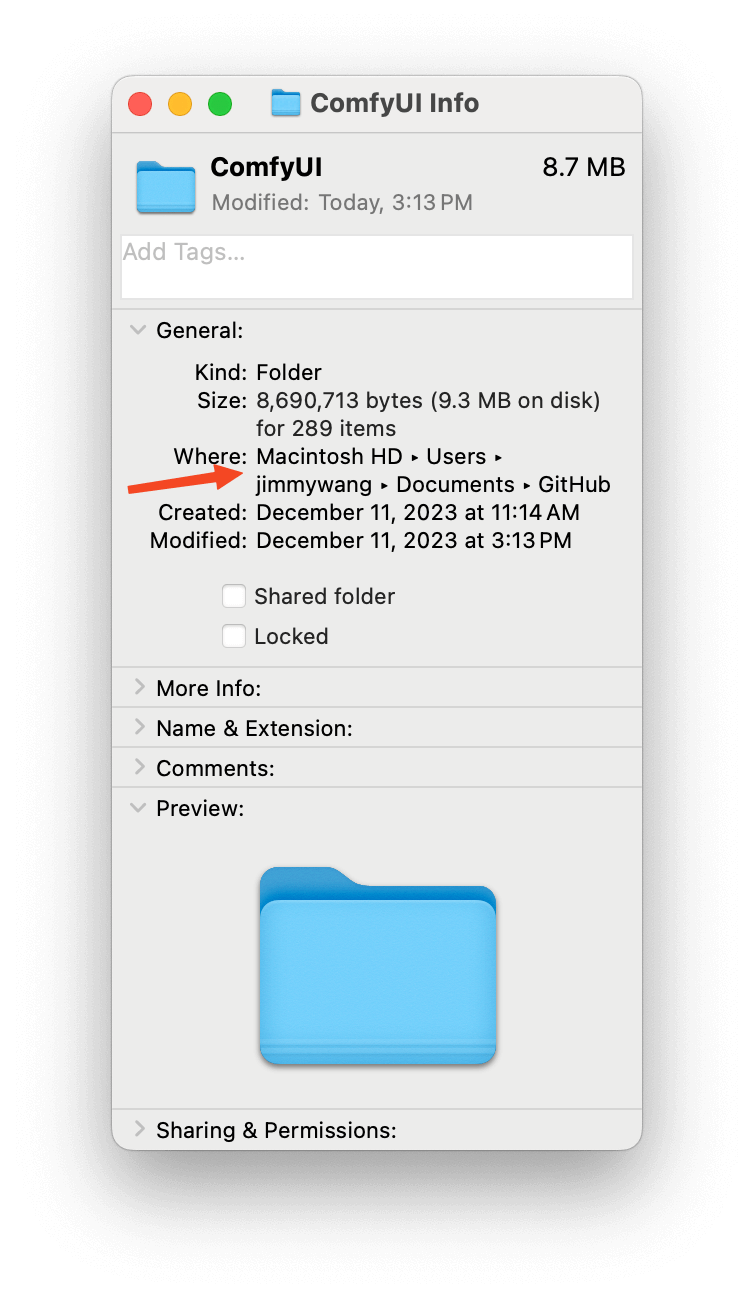 ComfyUI Info
ComfyUI 8.7 MB
Modified: Today, 3:13 PM
Add Tags...
General:
Kind: Folder
Size: 8,690,713 bytes (9.3 MB on disk)
for 289 items
Where: Macintosh HD ▸ Users ▸
jimmywang ▸ Documents ▸ GitHub
Created: December 11, 2023 at 11:14 AM
Modified: December 11, 2023 at 3:13 PM
Shared folder
Locked
More Info:
Name & Extension:
Comments:
Preview:
Sharing & Permissions: